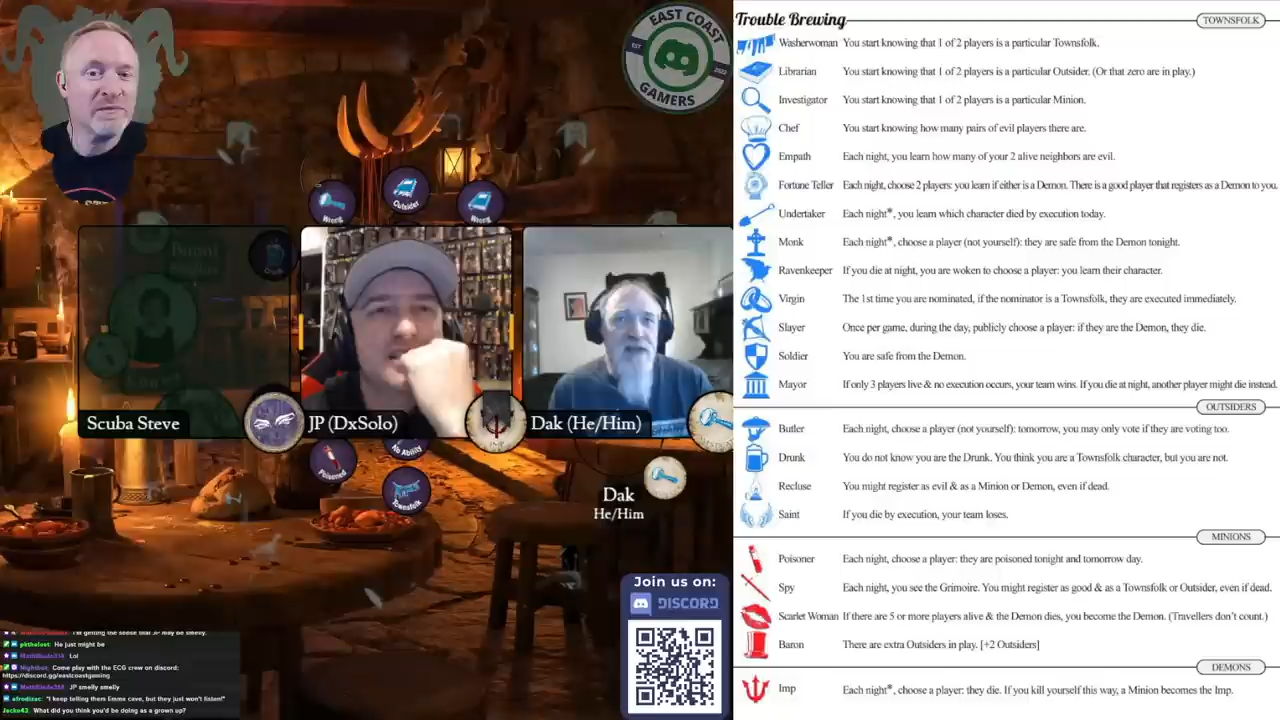 EAST COAST
EST
2022
GAMERS
Wrong
Outsider
Wrong
Drunk
Scuba Steve
JP (DxSolo)
IMP
Dak (He/Him)
Poisoned
No Ability
Townsfolk
Dak
He/Him
Join us on:
DISCORD
I'm getting the sense that JP may be smelly.
pktheloet: He just might be
Lol
Nightbot: Come play with the ECG crew on discord:
https://discord.gg/eastcoastgaming
JP smelly smelly
afrodizac: "I keep telling them Emms cave, but they just won't listen!"
Jecko42: What did you think you'd be doing as a grown up?
Trouble Brewing
TOWNSFOLK
Washerwoman You start knowing that 1 of 2 players is a particular Townsfolk.
Librarian You start knowing that 1 of 2 players is a particular Outsider. (Or that zero are in play.)
Investigator You start knowing that 1 of 2 players is a particular Minion.
Chef You start knowing how many pairs of evil players there are.
Empath Each night, you learn how many of your 2 alive neighbors are evil.
Fortune Teller Each night, choose 2 players: you learn if either is a Demon. There is a good player that registers as a Demon to you.
Undertaker Each night*, you learn which character died by execution today.
Monk Each night*, choose a player (not yourself): they are safe from the Demon tonight.
Ravenkeeper If you die at night, you are woken to choose a player: you learn their character.
Virgin The 1st time you are nominated, if the nominator is a Townsfolk, they are executed immediately.
Slayer Once per game, during the day, publicly choose a player: if they are the Demon, they die.
Soldier You are safe from the Demon.
Mayor If only 3 players live & no execution occurs, your team wins. If you die at night, another player might die instead.
OUTSIDERS
Butler Each night, choose a player (not yourself): tomorrow, you may only vote if they are voting too.
Drunk You do not know you are the Drunk. You think you are a Townsfolk character, but you are not.
Recluse You might register as evil & as a Minion or Demon, even if dead.
Saint If you die by execution, your team loses.
MINIONS
Poisoner Each night, choose a player: they are poisoned tonight and tomorrow day.
Spy Each night, you see the Grimoire. You might register as good & as a Townsfolk or Outsider, even if dead.
Scarlet Woman If there are 5 or more players alive & the Demon dies, you become the Demon. (Travellers don't count.)
Baron There are extra Outsiders in play. [+2 Outsiders]
DEMONS
Imp Each night*, choose a player: they die. If you kill yourself this way, a Minion becomes the Imp.